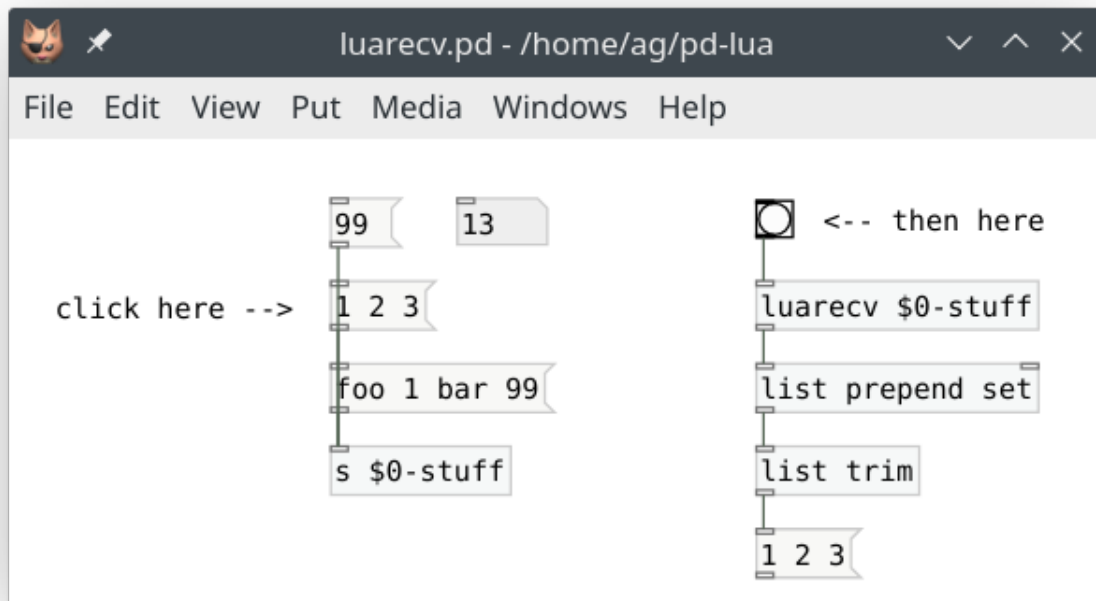 luarecv.pd - /home/ag/pd-lua
File Edit View Put Media Windows Help
99
13
<-- then here
click here -->
1 2 3
luarecv $0-stuff
foo 1 bar 99
list prepend set
s $0-stuff
list trim
1 2 3